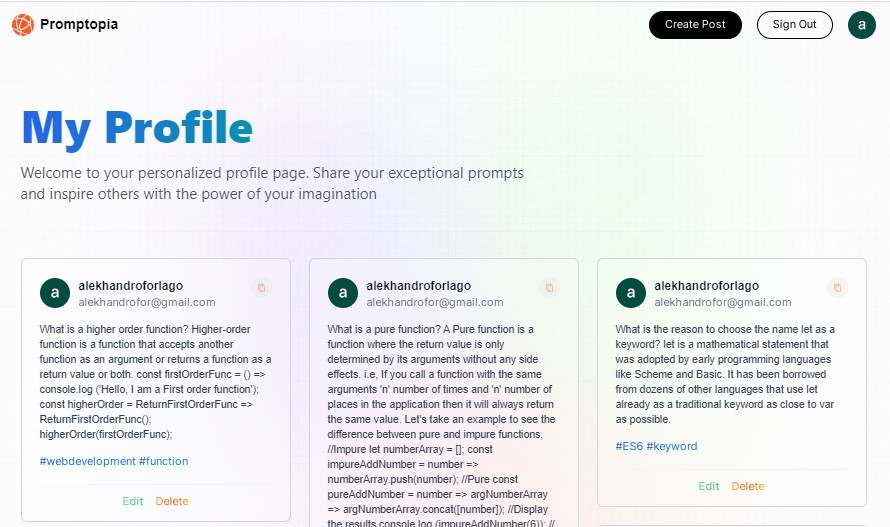 Promptopia
Create Post
Sign Out
a
My Profile
Welcome to your personalized profile page. Share your exceptional prompts
and inspire others with the power of your imagination
a
alekhandroforlago
alekhandrofor@gmail.com
What is a higher order function? Higher-order
function is a function that accepts another
function as an argument or returns a function as a
return value or both. const firstOrderFunc = () =>
console.log ('Hello, I am a First order function');
const higherOrder = ReturnFirstOrderFunc =>
ReturnFirstOrderFunc();
higherOrder(firstOrderFunc);
#webdevelopment #function
Edit Delete
a
alekhandroforlago
alekhandrofor@gmail.com
What is a pure function? A Pure function is a
function where the return value is only
determined by its arguments without any side
effects. i.e, If you call a function with the same
arguments 'n' number of times and 'n' number of
places in the application then it will always return
the same value. Let's take an example to see the
difference between pure and impure functions,
//Impure let numberArray = []; const
impureAddNumber = number =>
numberArray.push(number); //Pure const
pureAddNumber = number => argNumberArray
=> argNumberArray.concat([number]); //Display
the results console.log (impureAddNumber(6)); //
a
alekhandroforlago
alekhandrofor@gmail.com
What is the reason to choose the name let as a
keyword? let is a mathematical statement that
was adopted by early programming languages
like Scheme and Basic. It has been borrowed
from dozens of other languages that use let
already as a traditional keyword as close to var
as possible.
#ES6 #keyword
Edit Delete